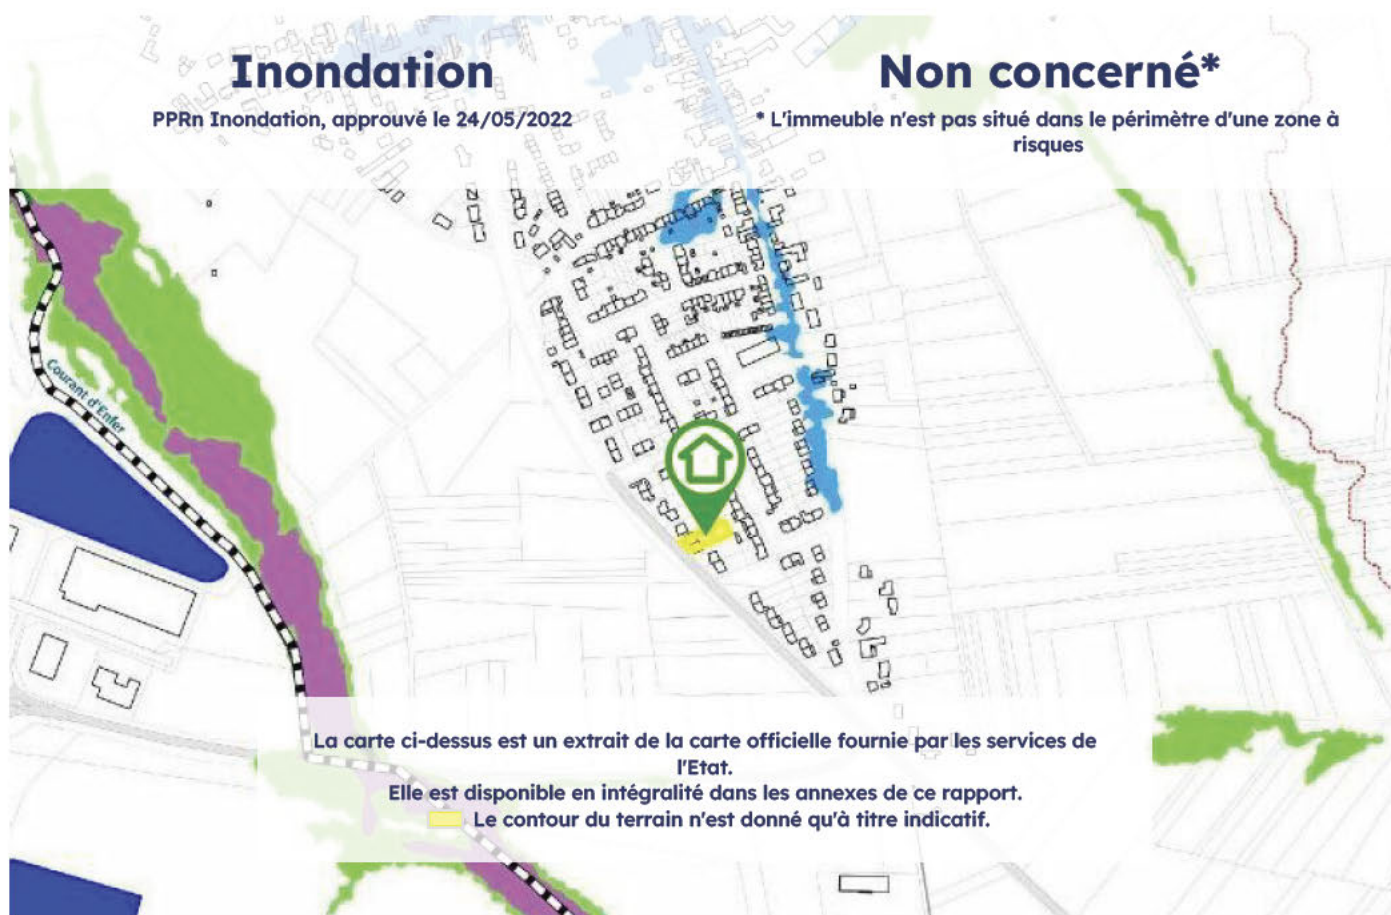 Inondation
PPRn Inondation, approuvé le 24/05/2022
Non concerné*
* L'immeuble n'est pas situé dans le périmètre d'une zone à
risques
Courant d'Enfer
La carte ci-dessus est un extrait de la carte officielle fournie par les services de
l'Etat.
Elle est disponible en intégralité dans les annexes de ce rapport.
Le contour du terrain n'est donné qu'à titre indicatif.